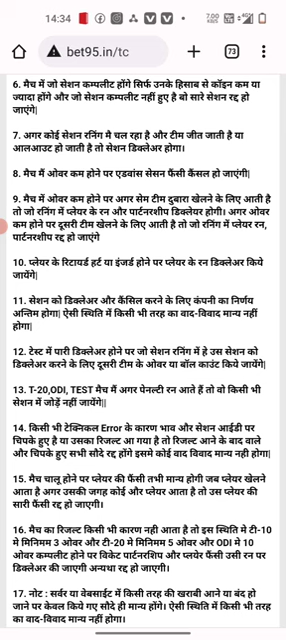 14:34
7.00 KB/S
4G
bet95.in/tc
73
6. मैच में जो सेशन कम्पलीट होंगे सिर्फ उनके हिसाब से कॉइन कम या
ज्यादा होंगे और जो सेशन कम्पलीट नहीं हुए है बो सारे सेशन रद्द हो
जाएंगे|
7. अगर कोई सेशन रनिंग मै चल रहा है और टीम जीत जाती है या
आलआउट हो जाती है तो सेशन डिक्लेअर होगा।
8. मैच में ओवर कम होने पर एडवांस सेसन फैंसी कैंसल हो जाएंगी|
9. मैच में ओवर कम होने पर अगर सेम टीम दुबारा खेलने के लिए आती है
तो जो रनिंग में प्लेयर के रन और पार्टनरशीप डिक्लेयर होगी। अगर ओवर
कम होने पर दूसरी टीम खेलने के लिए आती है तो जो रनिंग में प्लेयर रन,
पार्टनरशीप रद्द हो जाएंगे
10. प्लेयर के रिटायर्ड हर्ट या इंजर्ड होने पर प्लेयर के रन डिक्लेअर किये
जायेंगे|
11. सेशन को डिक्लेअर और कैंसिल करने के लिए कंपनी का निर्णय
अन्तिम होगा| ऐसी स्थिति में किसी भी तरह का वाद-विवाद मान्य नहीं
होगा|
12. टेस्ट में पारी डिक्लेअर होने पर जो सेशन रनिंग में हे उस सेशन को
डिक्लेअर करने के लिए दूसरी टीम के ओवर या बॉल काउंट किये जायेंगे|
13. T-20,ODI, TEST मैच मैं अगर पेनल्टी रन आते हैं तो वो किसी भी
सेशन में जोड़ें नहीं जायेंगे||
14. किसी भी टेक्निकल Error के कारण भाव और सेशन आईडी पर
चिपके हुए है या उसका रिजल्ट आ गया है तो रिजल्ट आने के बाद वाले
और चिपके हुए सभी सौदे रद्द होंगे इसमे कोई वाद विवाद मान्य नही होगा|
15. मैच चालू होने पर प्लेयर की फैंसी तभी मान्य होगी जब प्लेयर खेलने
आता है अगर उसकी जगह कोई और प्लेयर आता है तो उस प्लेयर की
सारी फैंसी रद्द हो जाएगी।
16. मैच का रिजल्ट किसी भी कारण नही आता है तो इस स्थिति मे टी-10
मे मिनिमम 3 ओवर और टी-20 मे मिनिमम 5 ओवर और ODI मे 10
ओवर कम्पलीट होने पर विकेट पार्टनरशिप और प्लयेर फैंसी उसी रन पर
डिक्लेर की जाएगी अन्यथा रद्द हो जाएगी।
17. नोट : सर्वर या वेबसाईट में किसी तरह की खराबी आने या बंद हो
जाने पर केवल किये गए सौदे ही मान्य होंगे। ऐसी स्थिति में किसी भी तरह
का वाद-विवाद मान्य नहीं होगा।